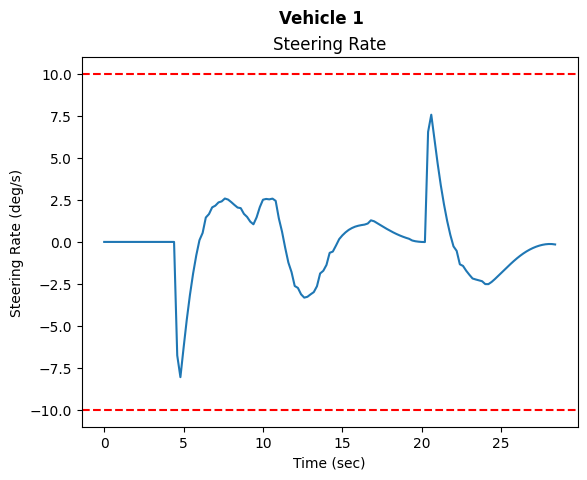 Vehicle 1
Steering Rate
10.0
7.5
5.0
2.5
0.0
−2.5
−5.0
−7.5
−10.0
Steering Rate (deg/s)
0 5 10 15 20 25
Time (sec)